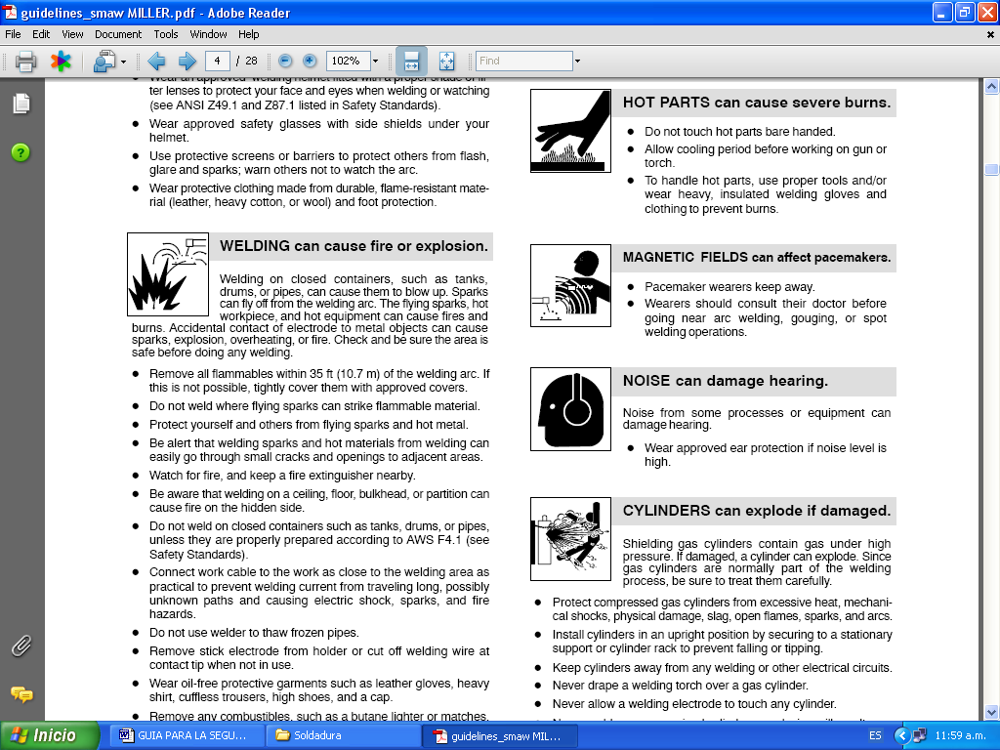 guidelines_smaw MILLER.pdf - Adobe Reader
File Edit View Document Tools Window Help
4 / 28 102% Find
Wear an approved welding helmet fitted with a proper shade of fil-
ter lenses to protect your face and eyes when welding or watching
(see ANSI Z49.1 and Z87.1 listed in Safety Standards).
● Wear approved safety glasses with side shields under your
helmet.
● Use protective screens or barriers to protect others from flash,
glare and sparks; warn others not to watch the arc.
● Wear protective clothing made from durable, flame-resistant mate-
rial (leather, heavy cotton, or wool) and foot protection.
WELDING can cause fire or explosion.
Welding on closed containers, such as tanks,
drums, or pipes, can cause them to blow up. Sparks
can fly off from the welding arc. The flying sparks, hot
workpiece, and hot equipment can cause fires and
burns. Accidental contact of electrode to metal objects can cause
sparks, explosion, overheating, or fire. Check and be sure the area is
safe before doing any welding.
● Remove all flammables within 35 ft (10.7 m) of the welding arc. If
this is not possible, tightly cover them with approved covers.
● Do not weld where flying sparks can strike flammable material.
● Protect yourself and others from flying sparks and hot metal.
● Be alert that welding sparks and hot materials from welding can
easily go through small cracks and openings to adjacent areas.
● Watch for fire, and keep a fire extinguisher nearby.
● Be aware that welding on a ceiling, floor, bulkhead, or partition can
cause fire on the hidden side.
● Do not weld on closed containers such as tanks, drums, or pipes,
unless they are properly prepared according to AWS F4.1 (see
Safety Standards).
● Connect work cable to the work as close to the welding area as
practical to prevent welding current from traveling long, possibly
unknown paths and causing electric shock, sparks, and fire
hazards.
● Do not use welder to thaw frozen pipes.
● Remove stick electrode from holder or cut off welding wire at
contact tip when not in use.
● Wear oil-free protective garments such as leather gloves, heavy
shirt, cuffless trousers, high shoes, and a cap.
● Remove any combustibles, such as a butane lighter or matches,
HOT PARTS can cause severe burns.
● Do not touch hot parts bare handed.
● Allow cooling period before working on gun or
torch.
● To handle hot parts, use proper tools and/or
wear heavy, insulated welding gloves and
clothing to prevent burns.
MAGNETIC FIELDS can affect pacemakers.
● Pacemaker wearers keep away.
● Wearers should consult their doctor before
going near arc welding, gouging, or spot
welding operations.
NOISE can damage hearing.
Noise from some processes or equipment can
damage hearing.
● Wear approved ear protection if noise level is
high.
CYLINDERS can explode if damaged.
Shielding gas cylinders contain gas under high
pressure. If damaged, a cylinder can explode. Since
gas cylinders are normally part of the welding
process, be sure to treat them carefully.
● Protect compressed gas cylinders from excessive heat, mechani-
cal shocks, physical damage, slag, open flames, sparks, and arcs.
● Install cylinders in an upright position by securing to a stationary
support or cylinder rack to prevent falling or tipping.
● Keep cylinders away from any welding or other electrical circuits.
● Never drape a welding torch over a gas cylinder.
● Never allow a welding electrode to touch any cylinder.
Inicio GUIA PARA LA SEGU... Soldadura guidelines_smaw MIL... ES 11:59 a.m.